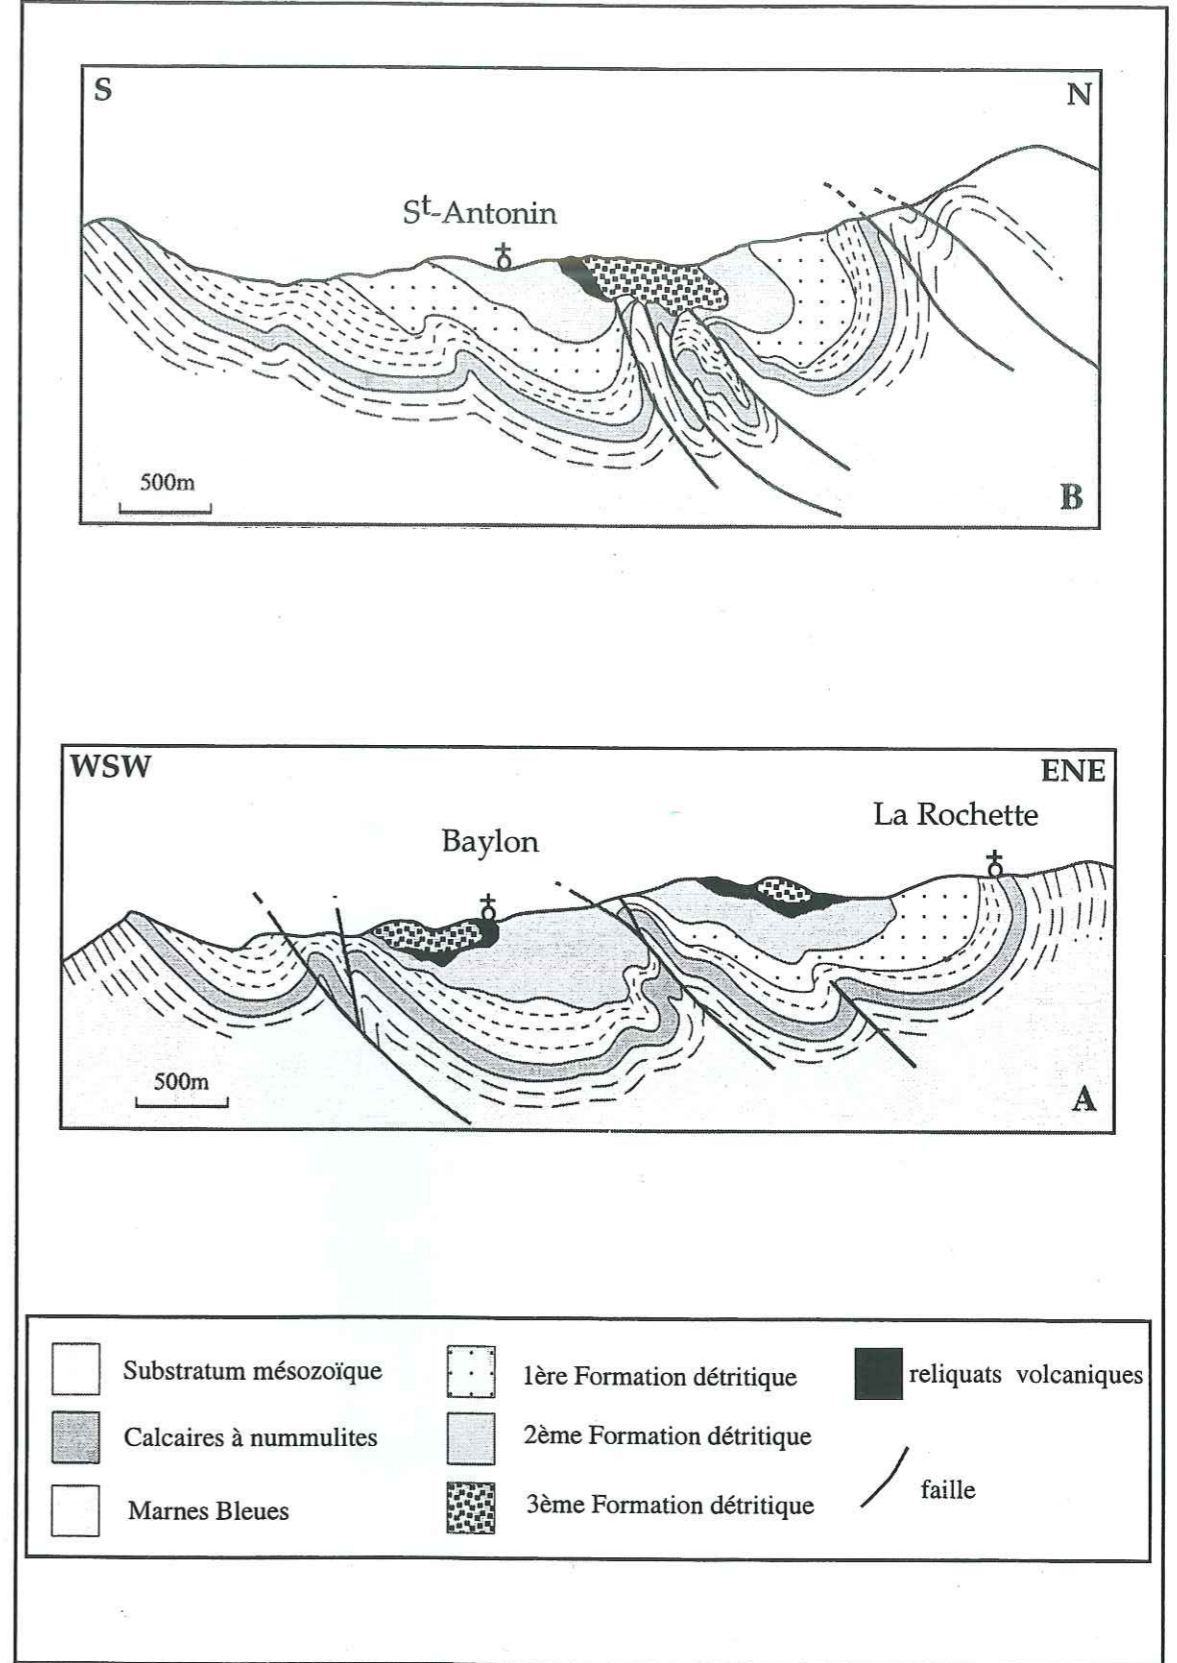 S N
St-Antonin
500m
B
WSW ENE
La Rochette
Baylon
500m
A
Substratum mésozoïque
1ère Formation détritique
reliquats volcaniques
Calcaires à nummulites
2ème Formation détritique
faille
Marnes Bleues
3ème Formation détritique